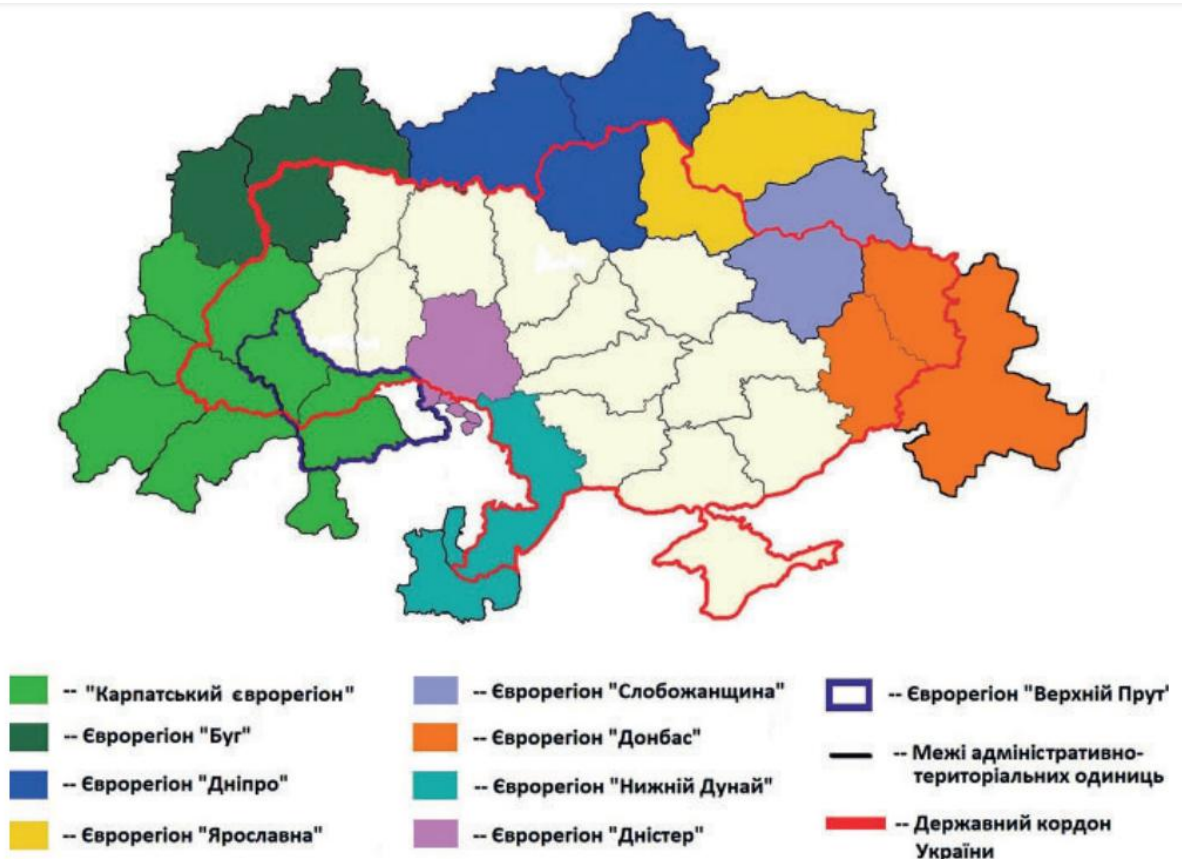 -- "Карпатський єврорегіон"
-- Єврорегіон "Буг"
-- Єврорегіон "Дніпро"
-- Єврорегіон "Ярославна"
-- Єврорегіон "Слобожанщина"
-- Єврорегіон "Донбас"
-- Єврорегіон "Нижній Дунай"
-- Єврорегіон "Дністер"
-- Єврорегіон "Верхній Прут'
-- Межі адміністративно-
територіальних одиниць
-- Державний кордон
України